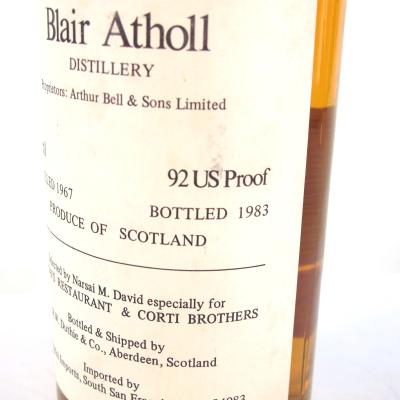 Blair Atholl
DISTILLERY
Proprietors: Arthur Bell & Sons Limited
1967 92 US Proof
BOTTLED 1983
PRODUCE OF SCOTLAND
by Narsai M. David especially for
RESTAURANT & CORTI BROTHERS
Bottled & Shipped by
Duthie & Co., Aberdeen, Scotland
Imported by
Imports, South San